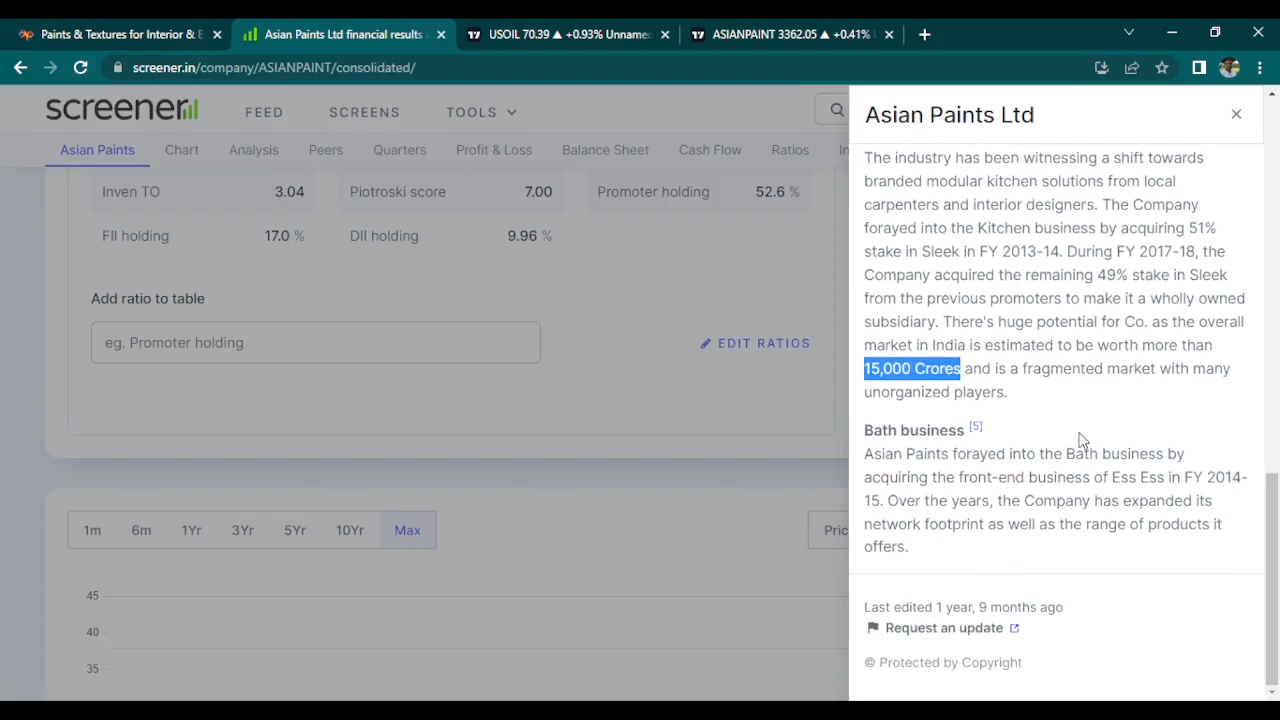 Paints & Textures for Interior & E
Asian Paints Ltd financial results
USOIL 70.39 ▲ +0.93% Unnamed
ASIANPAINT 3362.05 ▲ +0.41%
screener.in/company/ASIANPAINT/consolidated/
screener
FEED
SCREENS
TOOLS
Asian Paints
Chart
Analysis
Peers
Quarters
Profit & Loss
Balance Sheet
Cash Flow
Ratios
In
Inven TO 3.04
Piotroski score 7.00
Promoter holding 52.6 %
FII holding 17.0 %
DII holding 9.96 %
Add ratio to table
eg. Promoter holding
EDIT RATIOS
1m
6m
1Yr
3Yr
5Yr
10Yr
Max
Pric
45
40
35
Asian Paints Ltd
The industry has been witnessing a shift towards
branded modular kitchen solutions from local
carpenters and interior designers. The Company
forayed into the Kitchen business by acquiring 51%
stake in Sleek in FY 2013-14. During FY 2017-18, the
Company acquired the remaining 49% stake in Sleek
from the previous promoters to make it a wholly owned
subsidiary. There's huge potential for Co. as the overall
market in India is estimated to be worth more than
15,000 Crores and is a fragmented market with many
unorganized players.
Bath business [5]
Asian Paints forayed into the Bath business by
acquiring the front-end business of Ess Ess in FY 2014-
15. Over the years, the Company has expanded its
network footprint as well as the range of products it
offers.
Last edited 1 year, 9 months ago
Request an update
© Protected by Copyright